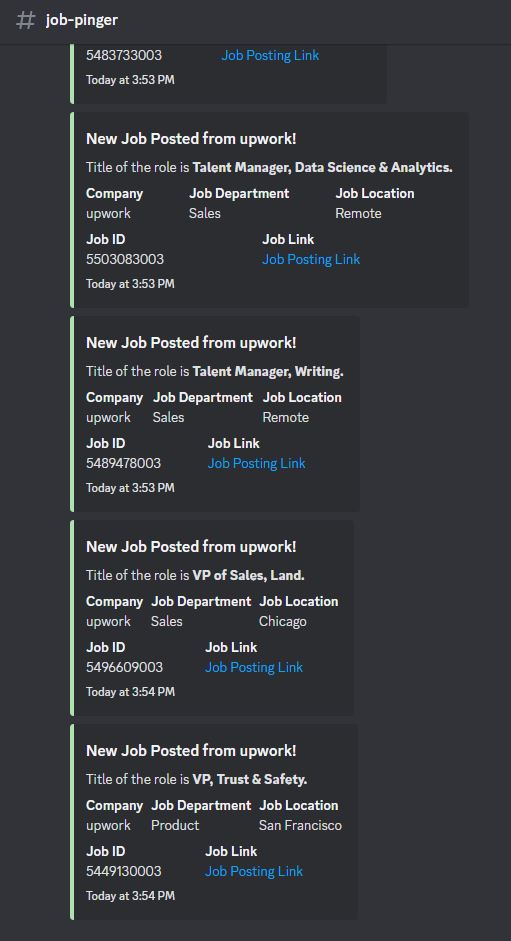 job-pinger
5483733003 Job Posting Link
Today at 3:53 PM
New Job Posted from upwork!
Title of the role is Talent Manager, Data Science & Analytics.
Company Job Department Job Location
upwork Sales Remote
Job ID Job Link
5503083003 Job Posting Link
Today at 3:53 PM
New Job Posted from upwork!
Title of the role is Talent Manager, Writing.
Company Job Department Job Location
upwork Sales Remote
Job ID Job Link
5489478003 Job Posting Link
Today at 3:53 PM
New Job Posted from upwork!
Title of the role is VP of Sales, Land.
Company Job Department Job Location
upwork Sales Chicago
Job ID Job Link
5496609003 Job Posting Link
Today at 3:54 PM
New Job Posted from upwork!
Title of the role is VP, Trust & Safety.
Company Job Department Job Location
upwork Product San Francisco
Job ID Job Link
5449130003 Job Posting Link
Today at 3:54 PM